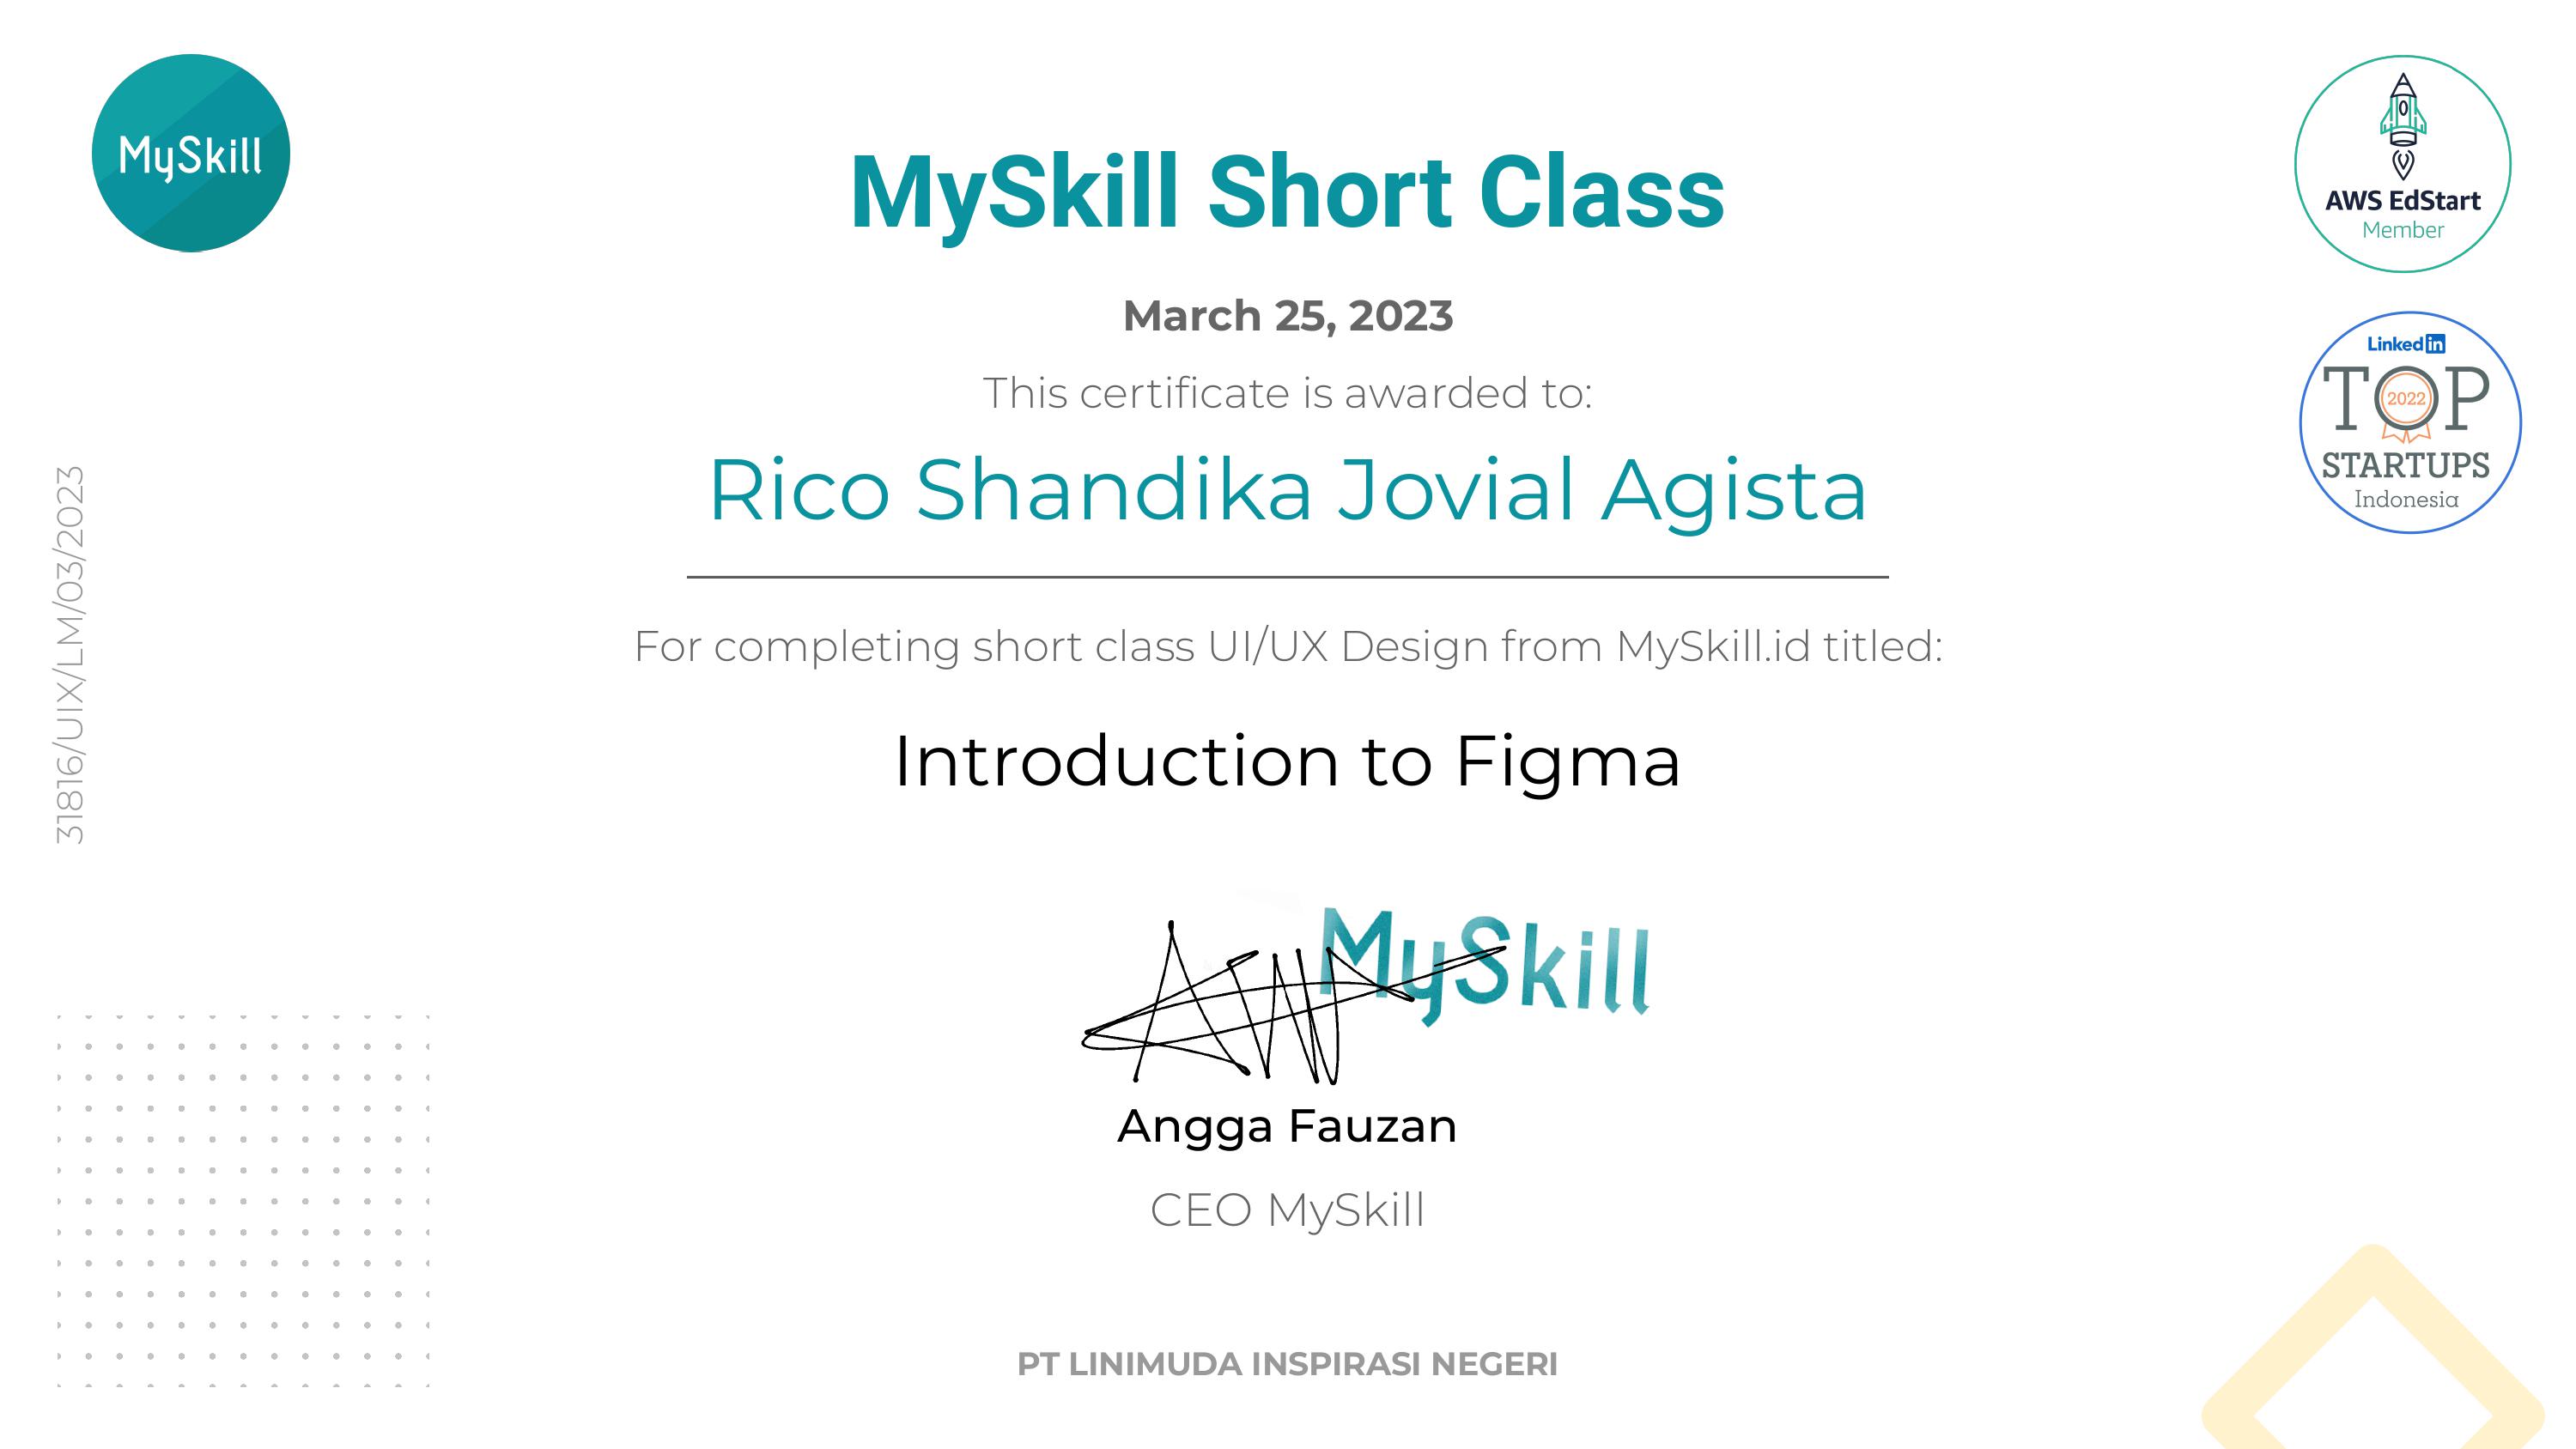 MySkill
AWS EdStart
Member
MySkill Short Class
March 25, 2023
This certificate is awarded to:
Rico Shandika Jovial Agista
LinkedIn
TOP
2022
STARTUPS
Indonesia
31816/UIX/LM/03/2023
For completing short class UI/UX Design from MySkill.id titled:
Introduction to Figma
MySkill
Angga Fauzan
CEO MySkill
PT LINIMUDA INSPIRASI NEGERI